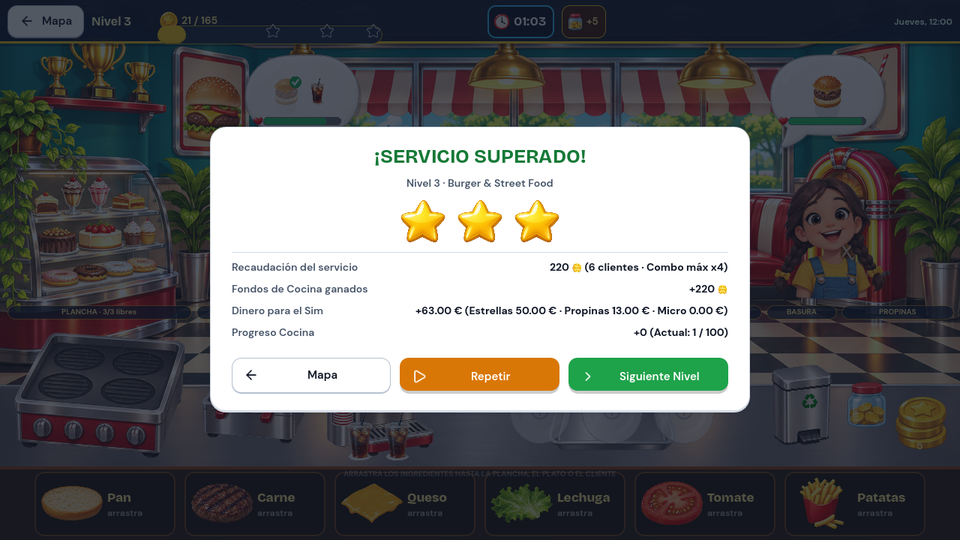 Mapa
Nivel 3
21 / 165
01:03
+5
Jueves, 12:00
¡SERVICIO SUPERADO!
Nivel 3 · Burger & Street Food
Recaudación del servicio
220 (6 clientes · Combo máx x4)
Fondos de Cocina ganados
+220
Dinero para el Sim
+63.00 € (Estrellas 50.00 € · Propinas 13.00 € · Micro 0.00 €)
Progreso Cocina
+0 (Actual: 1 / 100)
Mapa
Repetir
Siguiente Nivel
PLANCHA · 3/3 libres
BASURA
PROPINAS
ARRASTRA LOS INGREDIENTES HASTA LA PLANCHA, EL PLATO O EL CLIENTE
Pan
arrastra
Carne
arrastra
Queso
arrastra
Lechuga
arrastra
Tomate
arrastra
Patatas
arrastra